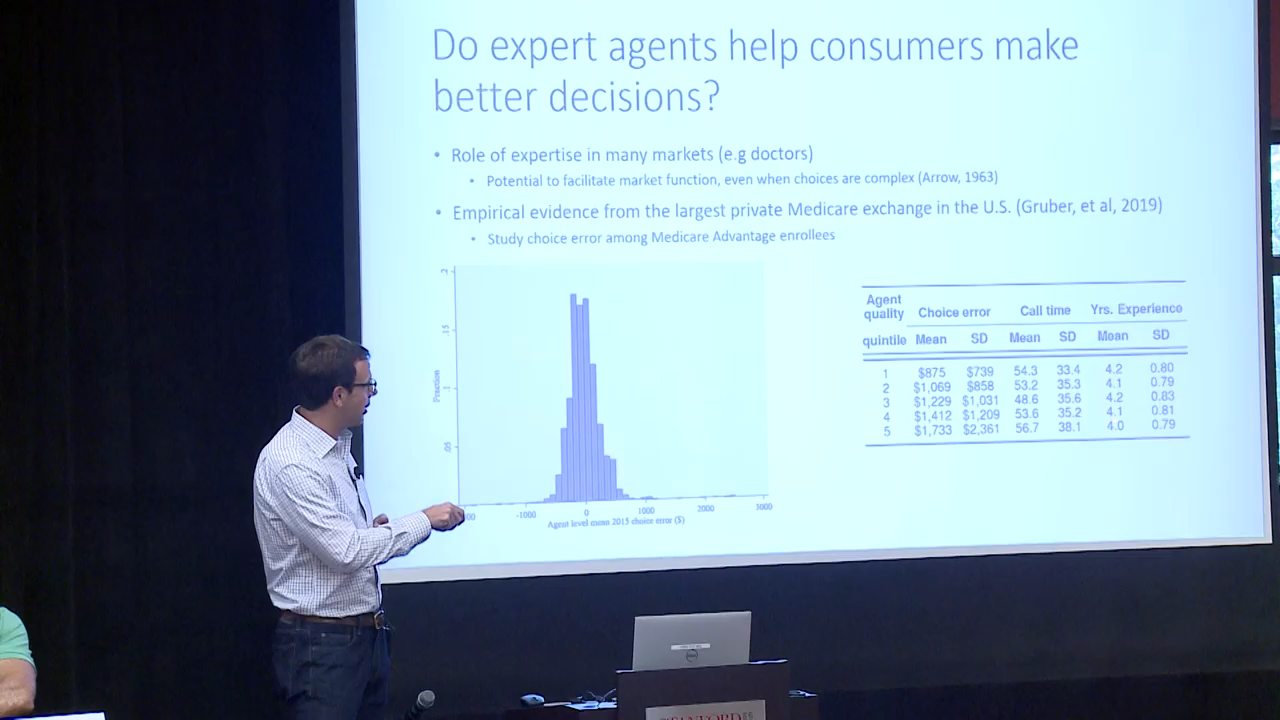 Do expert agents help consumers make
better decisions?
• Role of expertise in many markets (e.g doctors)
• Potential to facilitate market function, even when choices are complex (Arrow, 1963)
• Empirical evidence from the largest private Medicare exchange in the U.S. (Gruber, et al, 2019)
• Study choice error among Medicare Advantage enrollees
.2
.15
.1
.05
Fraction
-1000 0 1000 2000 3000
Agent level mean 2015 choice error ($)
Agent
quality Choice error Call time Yrs. Experience
quintile Mean SD Mean SD Mean SD
1 $875 $739 54.3 33.4 4.2 0.80
2 $1,069 $858 53.2 35.3 4.1 0.79
3 $1,229 $1,031 48.6 35.6 4.2 0.83
4 $1,412 $1,209 53.6 35.2 4.1 0.81
5 $1,733 $2,361 56.7 38.1 4.0 0.79
DELL